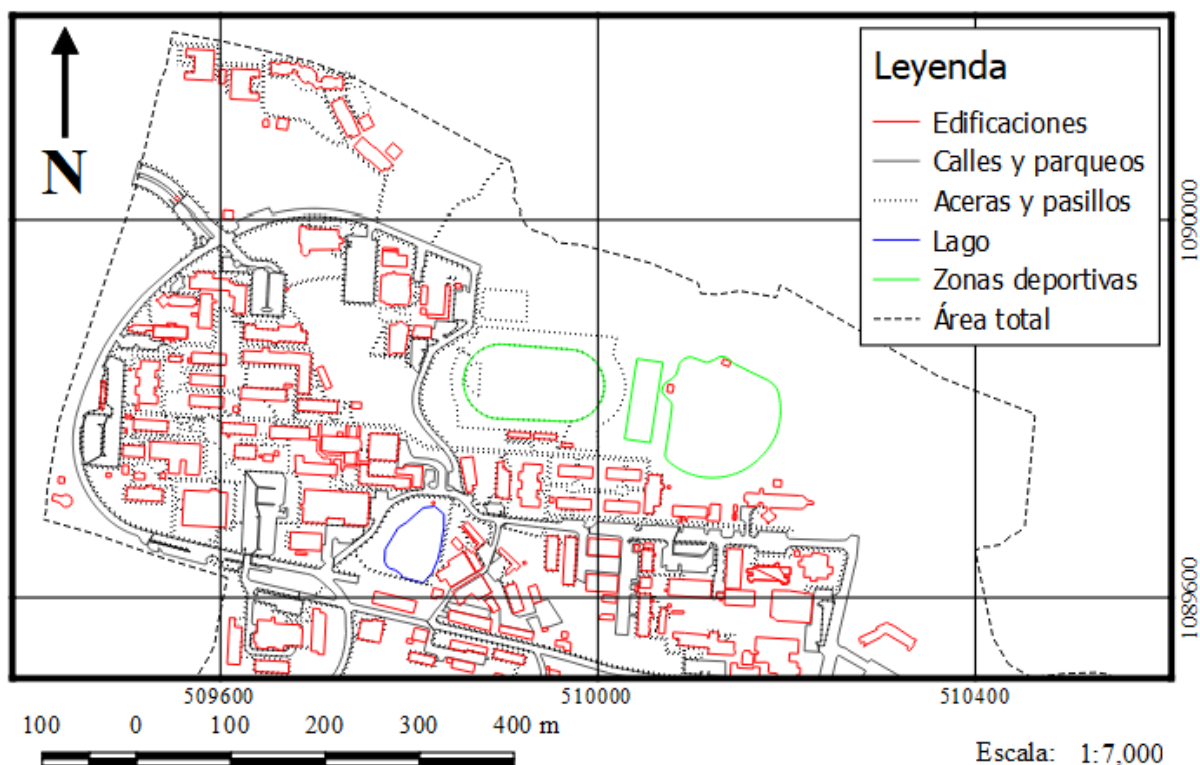 N
Leyenda
Edificaciones
Calles y parqueos
Aceras y pasillos
Lago
Zonas deportivas
Área total
1090000
1089600
509600 510000 510400
100 0 100 200 300 400 m
Escala: 1:7,000